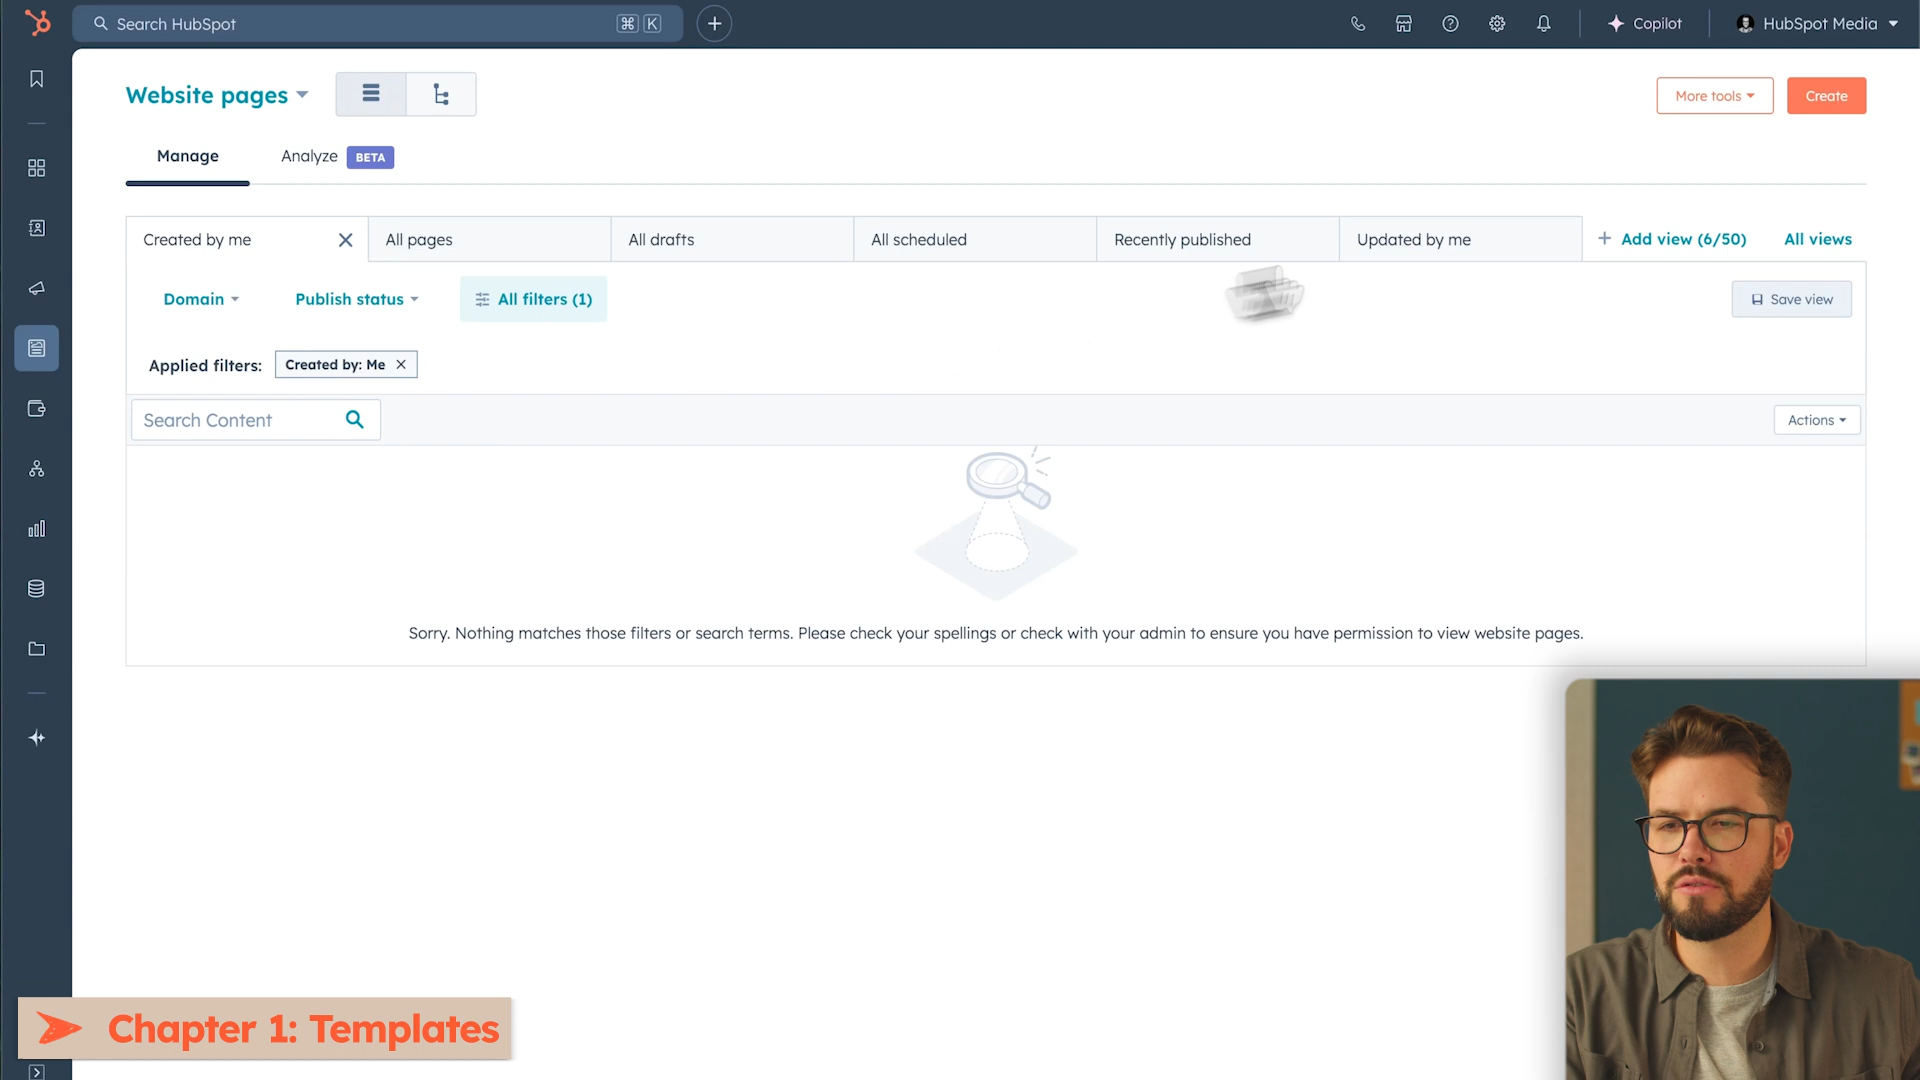 Search HubSpot
⌘ K
Copilot
HubSpot Media
Website pages
More tools
Create
Manage
Analyze BETA
Created by me
All pages
All drafts
All scheduled
Recently published
Updated by me
Add view (6/50)
All views
Domain
Publish status
All filters (1)
Save view
Applied filters: Created by: Me
Search Content
Actions
Sorry. Nothing matches those filters or search terms. Please check your spellings or check with your admin to ensure you have permission to view website pages.
Chapter 1: Templates